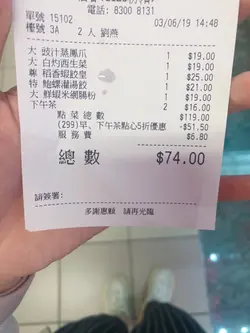 電話: 8300 8131
單號 15102 03/06/19 14:48
檯號 3A 2 人 劉燕
大 豉汁蒸鳳爪 1 $19.00
大 白灼西生菜 1 $19.00
尊 稻香蝦餃皇 1 $25.00
特 鮑螺灌湯餃 1 $21.00
大 鮮蝦米網腸粉 1 $19.00
下午茶 2 $16.00
點菜總數 $119.00
(299)早、下午茶點心5折優惠 -$51.50
服務費 $6.80
總數 $74.00
請簽署:
多謝惠顧 請再光臨